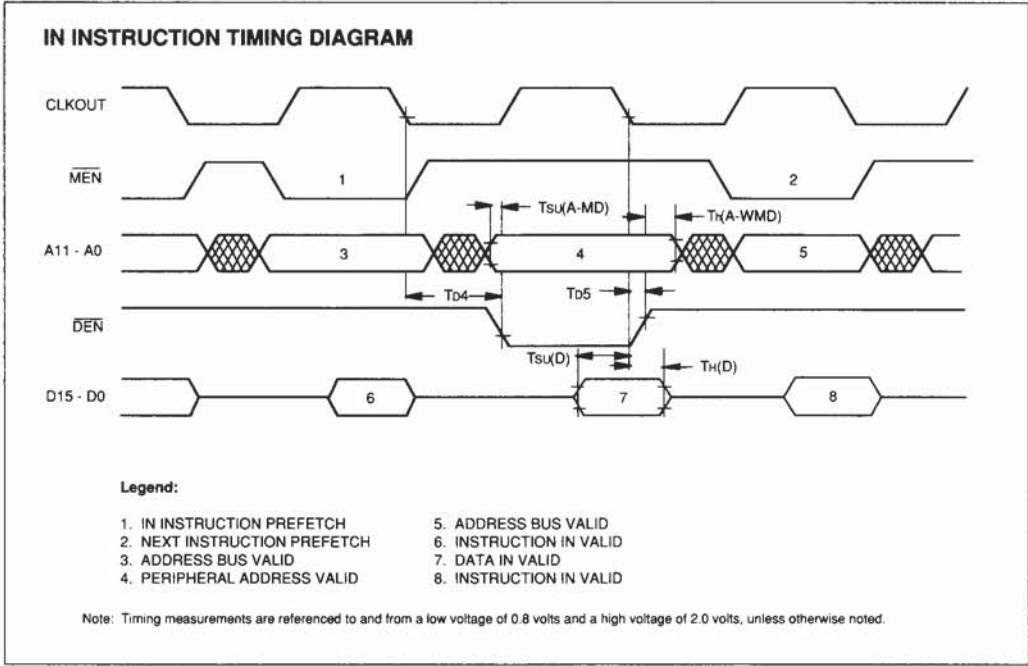 IN INSTRUCTION TIMING DIAGRAM
CLKOUT
MEN
1
2
TSU(A-MD)
Th(A-WMD)
A11 - A0
3
4
5
TD4
TD5
DEN
TSU(D)
TH(D)
D15 - D0
6
7
8
Legend:
1. IN INSTRUCTION PREFETCH
2. NEXT INSTRUCTION PREFETCH
3. ADDRESS BUS VALID
4. PERIPHERAL ADDRESS VALID
5. ADDRESS BUS VALID
6. INSTRUCTION IN VALID
7. DATA IN VALID
8. INSTRUCTION IN VALID
Note: Timing measurements are referenced to and from a low voltage of 0.8 volts and a high voltage of 2.0 volts, unless otherwise noted.